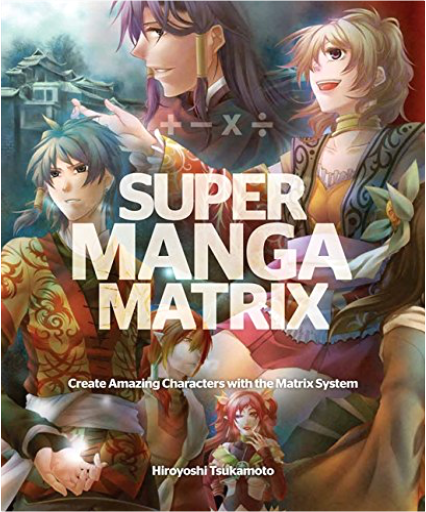 + − x ÷
SUPER
MANGA
MATRIX
Create Amazing Characters with the Matrix System
Hiroyoshi Tsukamoto